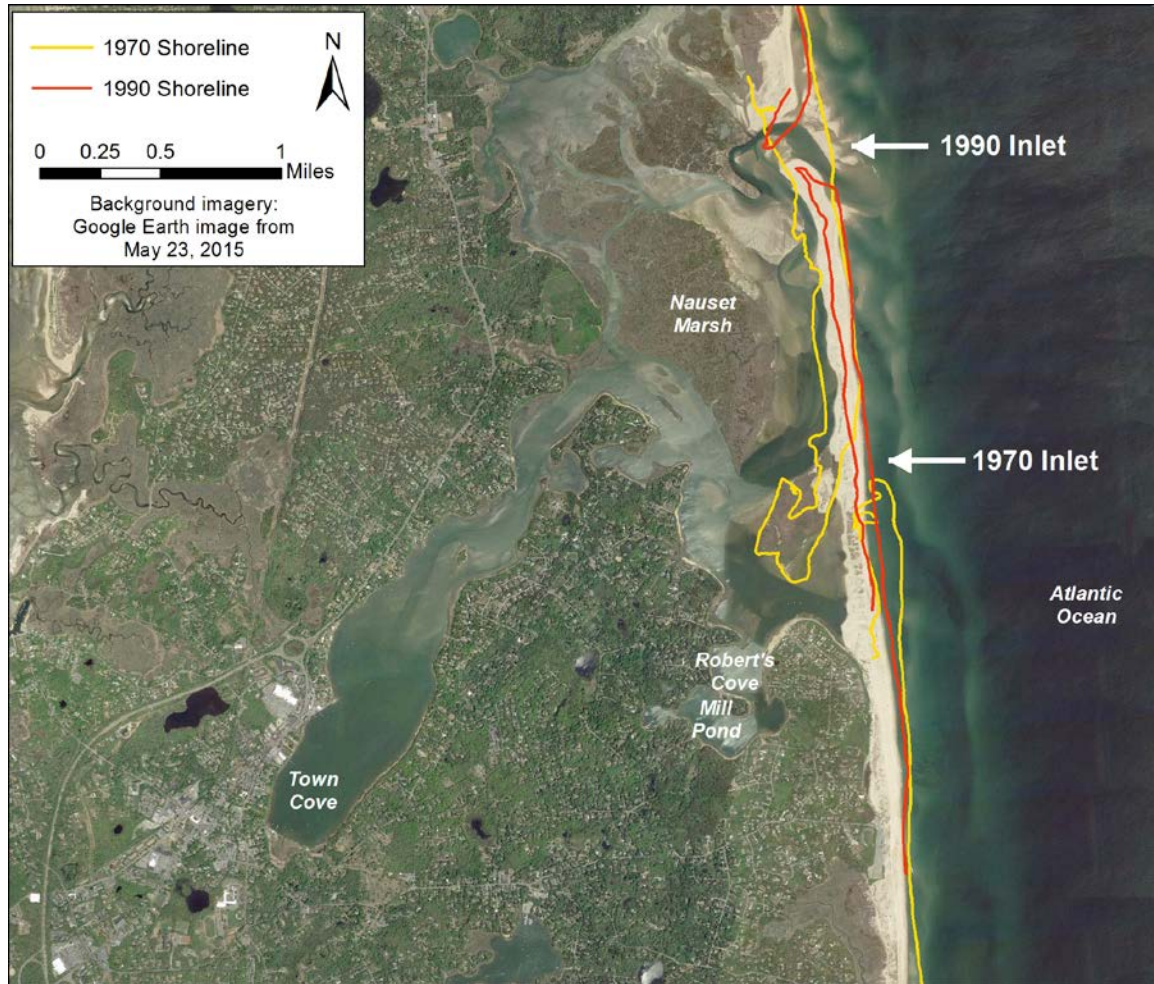 1970 Shoreline
1990 Shoreline
N
0 0.25 0.5 1
Miles
Background imagery:
Google Earth image from
May 23, 2015
1990 Inlet
Nauset
Marsh
1970 Inlet
Atlantic
Ocean
Robert's
Cove
Mill
Pond
Town
Cove